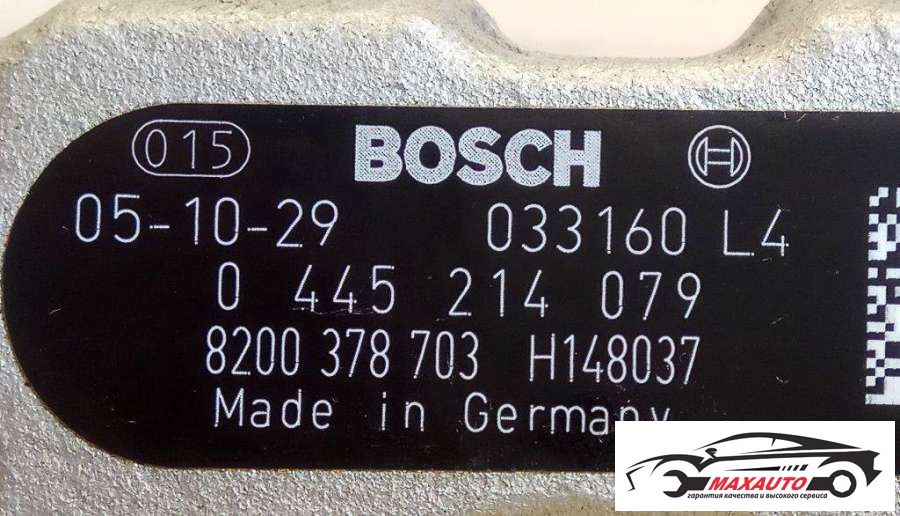 015 BOSCH
05-10-29 033160 L4
0 445 214 079
8200 378 703 H148037
Made in Germany
MAXAUTO
гарантия качества и высокого сервиса